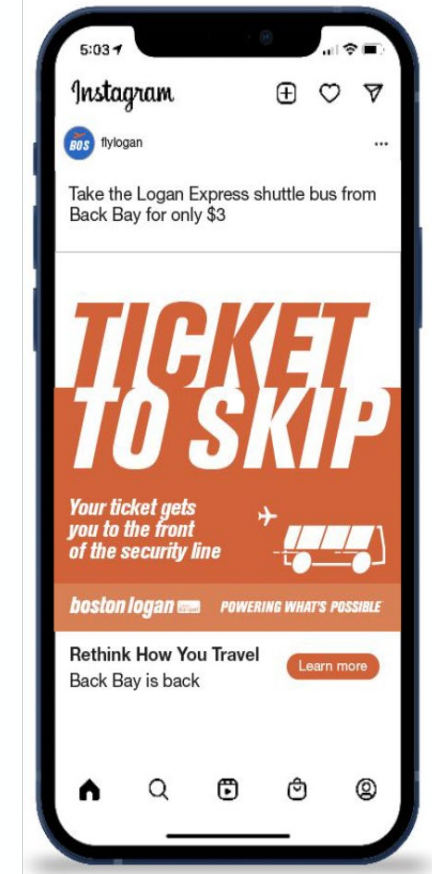 5:03
Instagram
BOS
flylogan
Take the Logan Express shuttle bus from
Back Bay for only $3
TICKET
TO SKIP
Your ticket gets
you to the front
of the security line
boston logan
POWERING WHAT'S POSSIBLE
Rethink How You Travel
Learn more
Back Bay is back